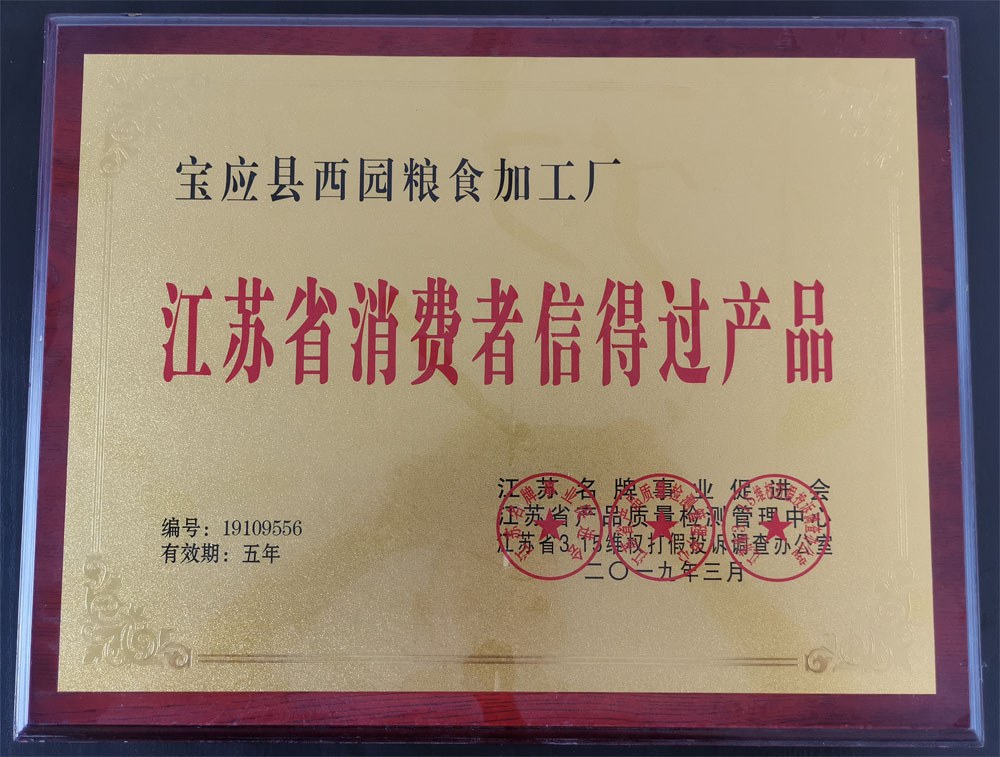 宝应县西园粮食加工厂
江苏省消费者信得过产品
编号：19109556
有效期：五年
江苏名牌事业促进会
江苏省产品质量检测管理中心
江苏省3.15维权打假投诉调查办公室
二〇一九年三月